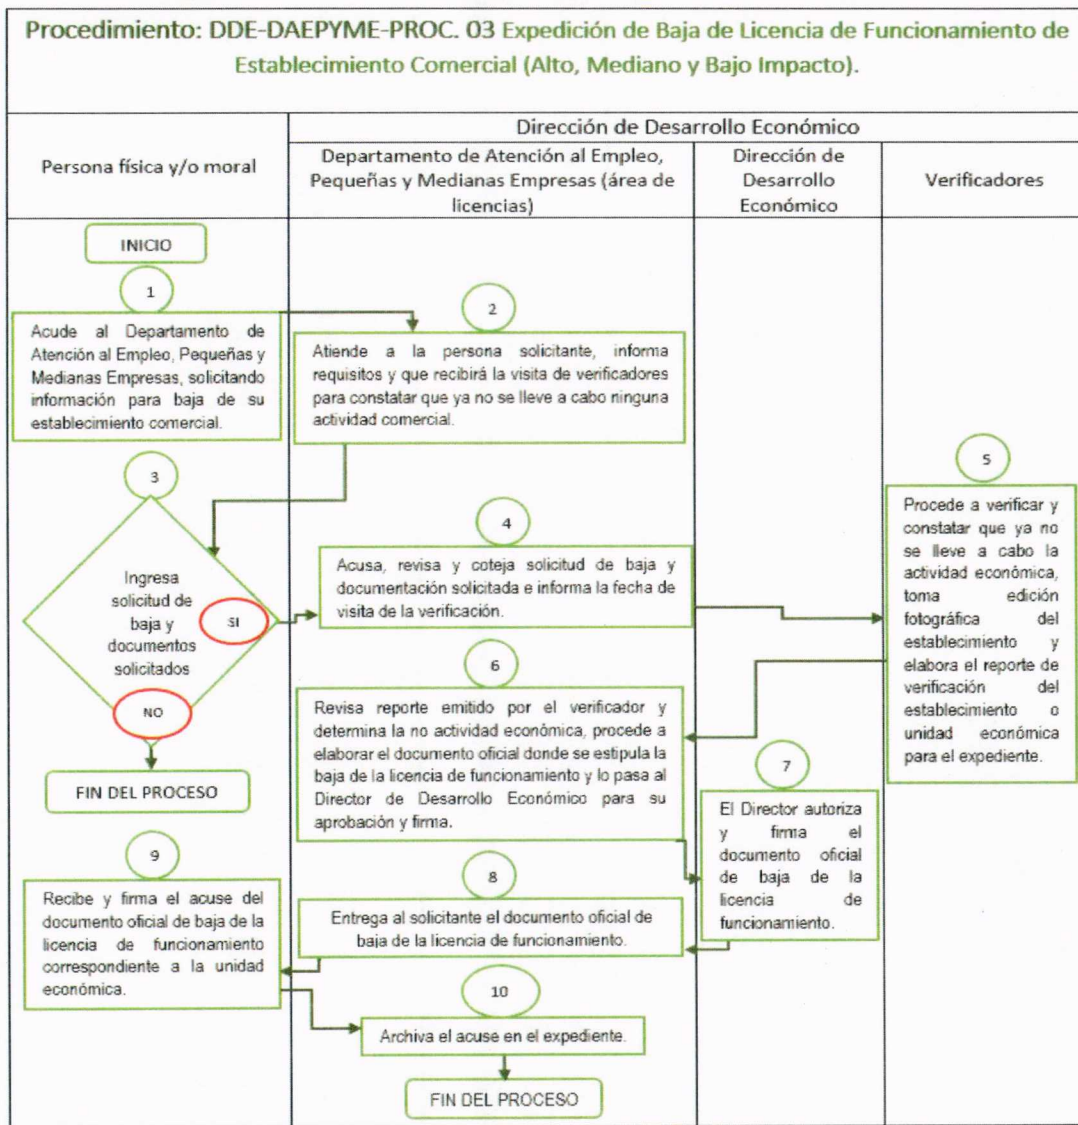 Procedimiento: DDE-DAEPYME-PROC. 03 Expedición de Baja de Licencia de Funcionamiento de
Establecimiento Comercial (Alto, Mediano y Bajo Impacto).
Persona física y/o moral
Dirección de Desarrollo Económico
Departamento de Atención al Empleo,
Pequeñas y Medianas Empresas (área de
licencias)
Dirección de
Desarrollo
Económico
Verificadores
INICIO
1
Acude al Departamento de
Atención al Empleo, Pequeñas y
Medianas Empresas, solicitando
información para baja de su
establecimiento comercial.
2
Atiende a la persona solicitante, informa
requisitos y que recibirá la visita de verificadores
para constatar que ya no se lleve a cabo ninguna
actividad comercial.
3
Ingresa
solicitud de
baja y
documentos
solicitados
SI
NO
FIN DEL PROCESO
4
Acusa, revisa y coteja solicitud de baja y
documentación solicitada e informa la fecha de
visita de la verificación.
5
Procede a verificar y
constatar que ya no
se lleve a cabo la
actividad económica,
toma edición
fotográfica del
establecimiento y
elabora el reporte de
verificación del
establecimiento o
unidad económica
para el expediente.
6
Revisa reporte emitido por el verificador y
determina la no actividad económica, procede a
elaborar el documento oficial donde se estipula la
baja de la licencia de funcionamiento y lo pasa al
Director de Desarrollo Económico para su
aprobación y firma.
7
El Director autoriza
y firma el
documento oficial
de baja de la
licencia de
funcionamiento.
8
Entrega al solicitante el documento oficial de
baja de la licencia de funcionamiento.
9
Recibe y firma el acuse del
documento oficial de baja de la
licencia de funcionamiento
correspondiente a la unidad
económica.
10
Archiva el acuse en el expediente.
FIN DEL PROCESO